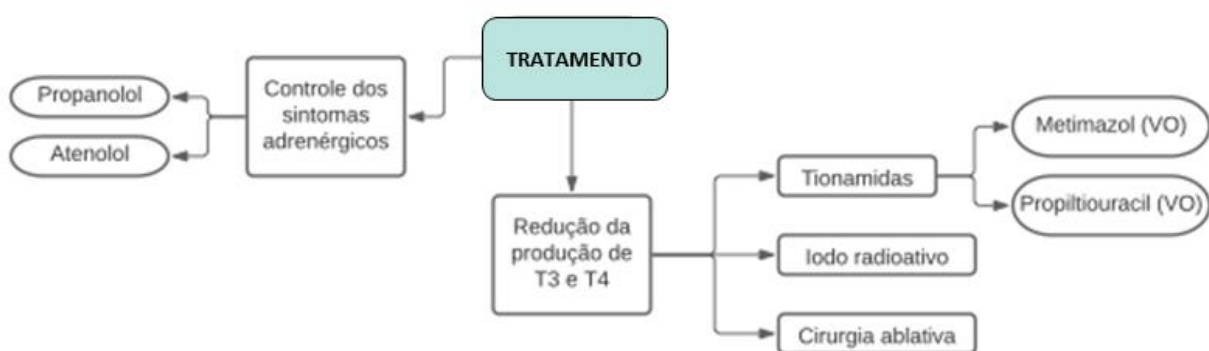 TRATAMENTO
Propanolol
Atenolol
Controle dos
sintomas
adrenérgicos
Redução da
produção de
T3 e T4
Tionamidas
Iodo radioativo
Cirurgia ablativa
Metimazol (VO)
Propiltiouracil (VO)